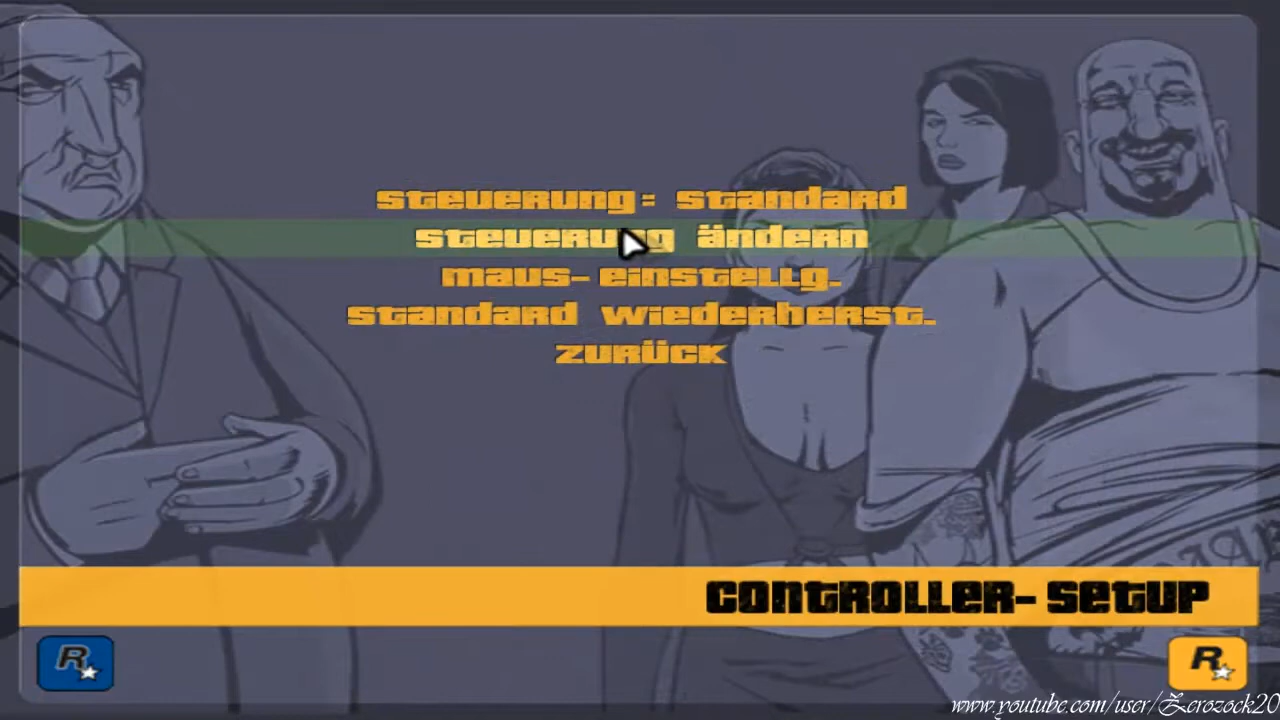 Steuerung: Standard
Steuerung ändern
Maus-Einstellg.
Standard wiederherst.
Zurück
Controller-Setup
R
R
www.youtube.com/user/Zerozock20